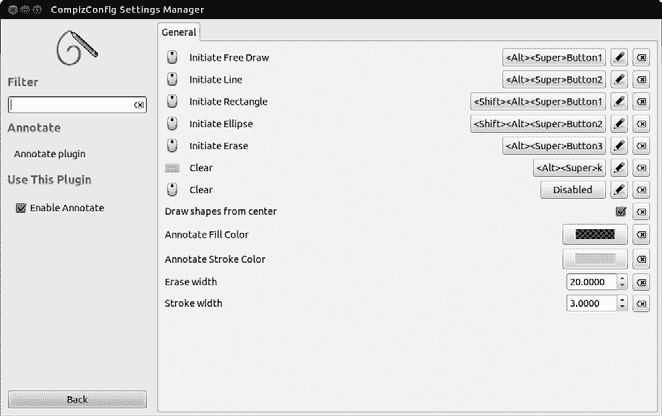 CompizConfig Settings Manager
Filter
Annotate
Annotate plugin
Use This Plugin
Enable Annotate
Back
General
Initiate Free Draw <Alt><Super>Button1
Initiate Line <Alt><Super>Button2
Initiate Rectangle <Shift><Alt><Super>Button1
Initiate Ellipse <Shift><Alt><Super>Button2
Initiate Erase <Alt><Super>Button3
Clear <Alt><Super>k
Clear Disabled
Draw shapes from center
Annotate Fill Color
Annotate Stroke Color
Erase width 20.0000
Stroke width 3.0000